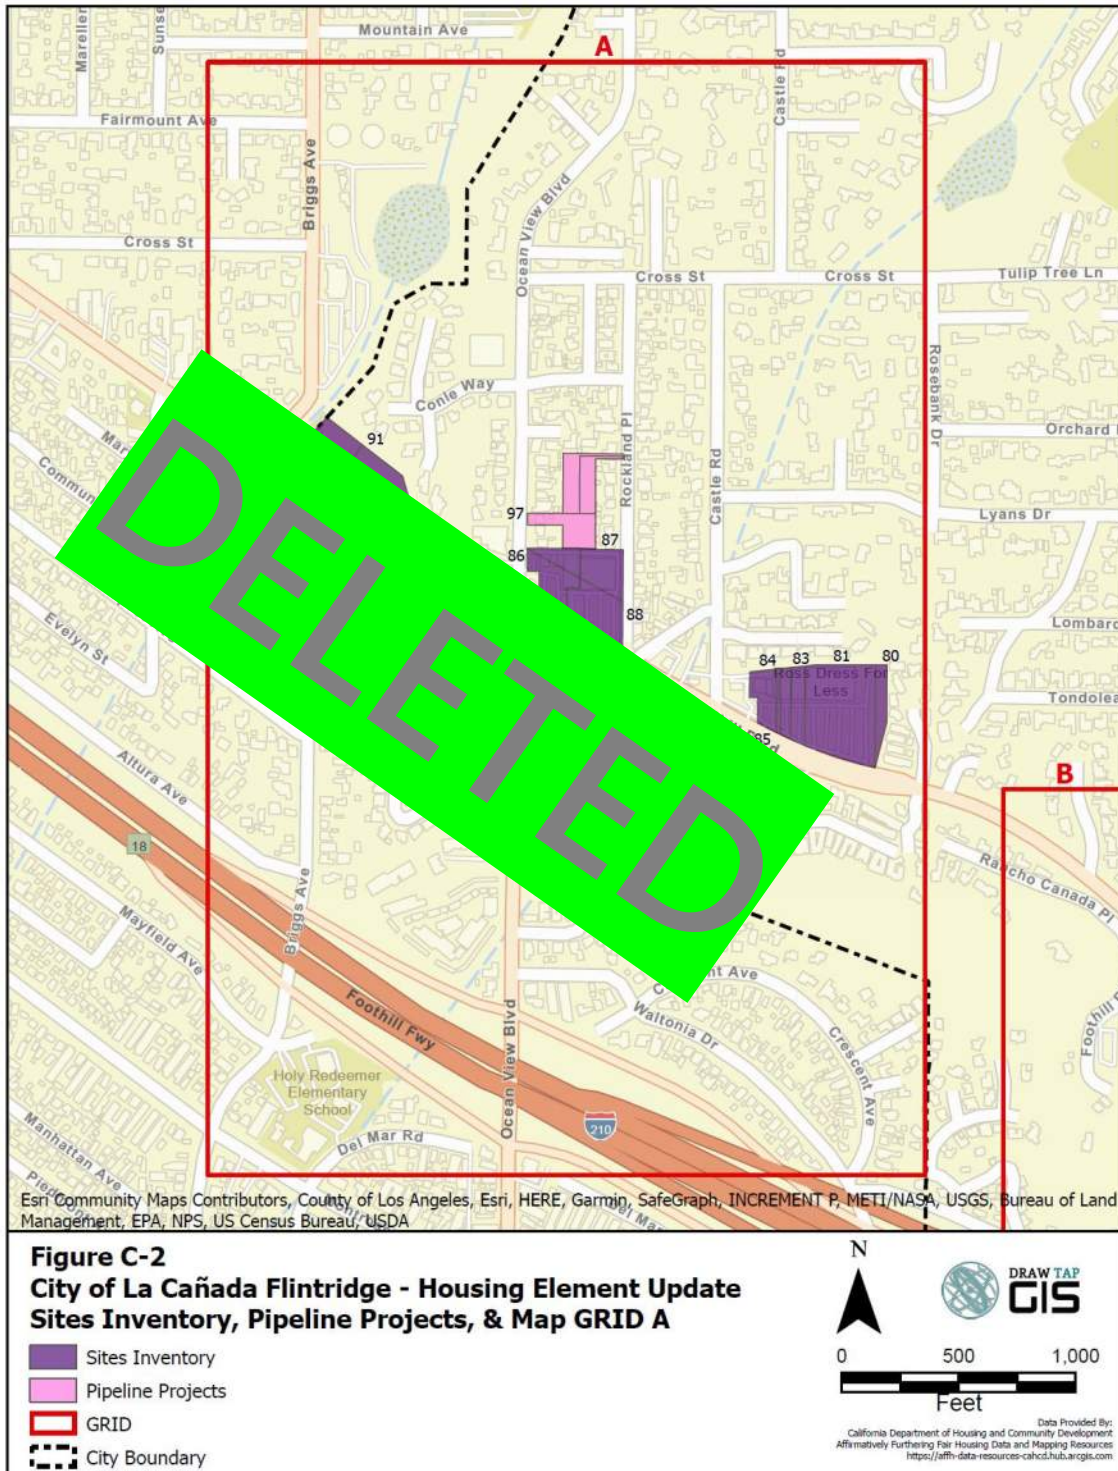 Mountain Ave
A
Castle Rd
Fairmount Ave
Briggs Ave
Ocean View Blvd
Cross St
Cross St
Cross St
Tulip Tree Ln
Rosebank Dr
Conle Way
Rockland Pl
Castle Rd
Orchard
91
97
87
86
88
Lyans Dr
84 83 81 80
Ross Dress For
Less
85
DELETED
Evelyn St
Altura Ave
18
B
Rancho Canada Pl
Mayfield Ave
Briggs Ave
Foothill Fwy
Ocean View Blvd
Waltonia Dr
Crescent Ave
Holy Redeemer
Elementary
School
Del Mar Rd
210
Manhattan Ave
Esri Community Maps Contributors, County of Los Angeles, Esri, HERE, Garmin, SafeGraph, INCREMENT P, METI/NASA, USGS, Bureau of Land
Management, EPA, NPS, US Census Bureau, USDA
Figure C-2
City of La Cañada Flintridge - Housing Element Update
Sites Inventory, Pipeline Projects, & Map GRID A
Sites Inventory
Pipeline Projects
GRID
City Boundary
N
DRAW TAP
GIS
0 500 1,000
Feet
Data Provided By:
California Department of Housing and Community Development
Affirmatively Furthering Fair Housing Data and Mapping Resources
https://affh-data-resources-cahcd.hub.arcgis.com